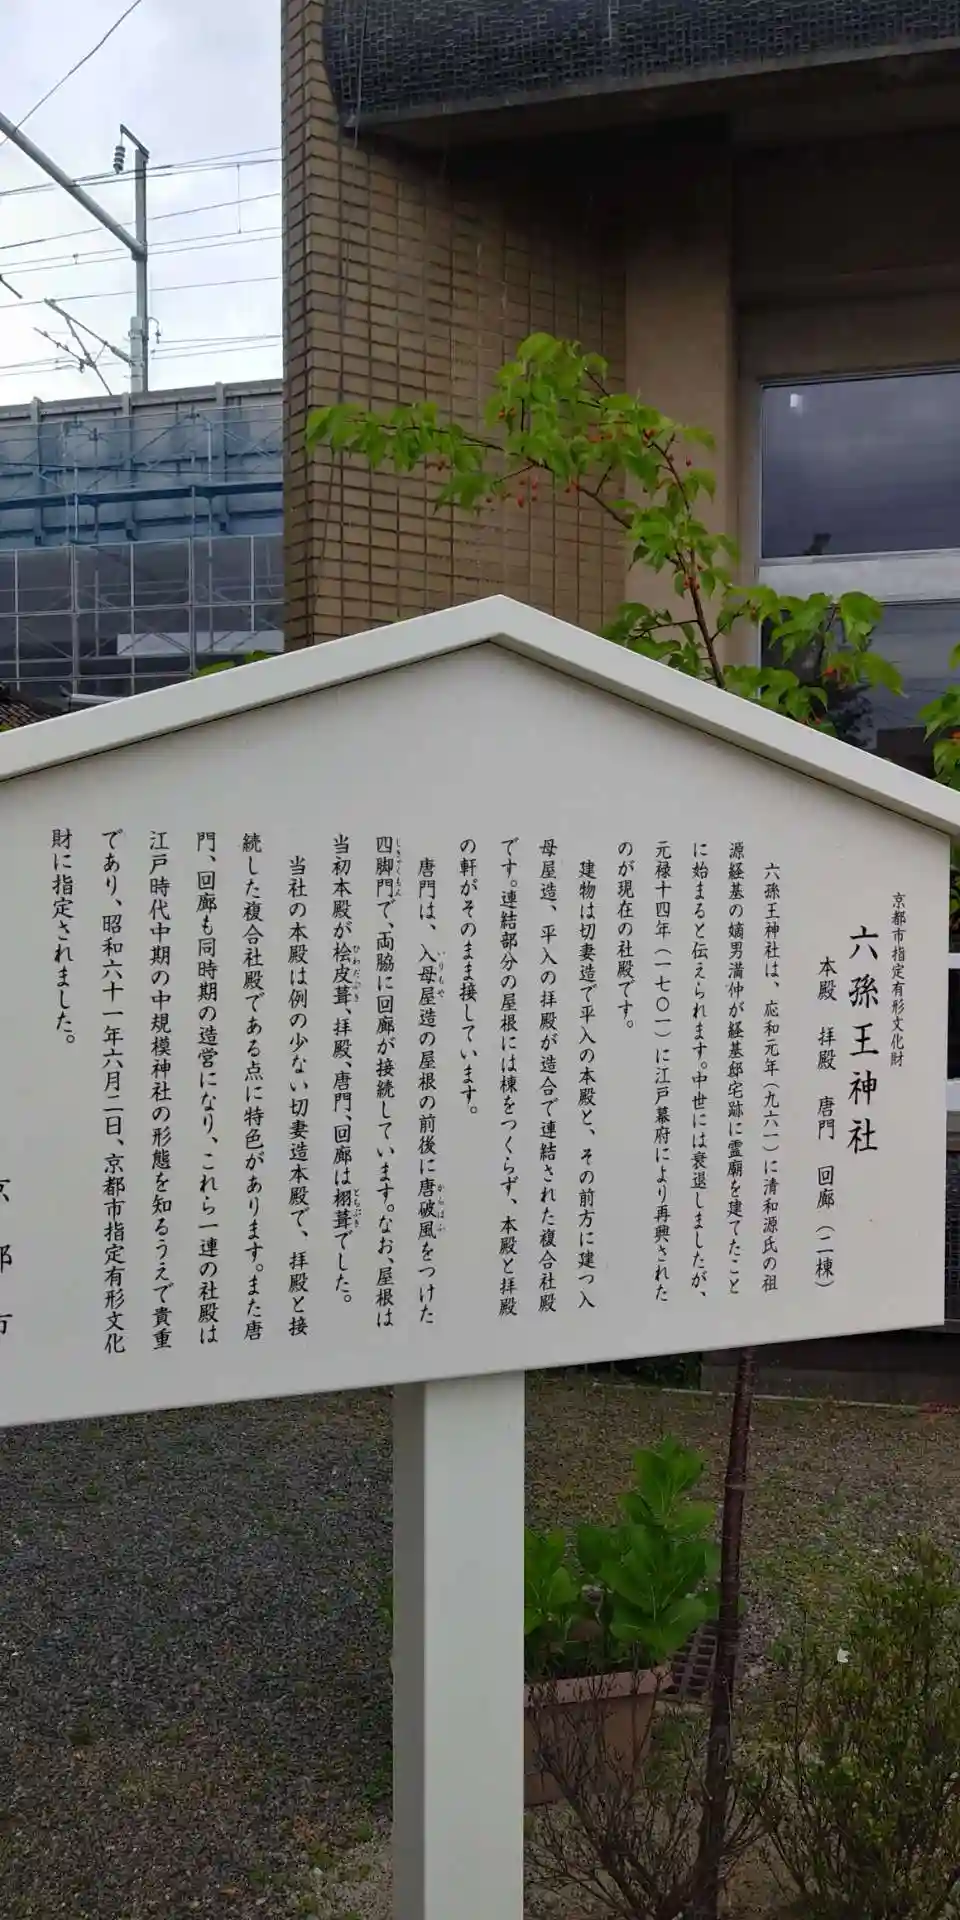 京都市指定有形文化財
六孫王神社
本殿　拝殿　唐門　回廊（二棟）
六孫王神社は、応和元年（九六一）に清和源氏の祖
源経基の嫡男満仲が経基邸宅跡に霊廟を建てたこと
に始まると伝えられます。中世には衰退しましたが、
元禄十四年（一七〇一）に江戸幕府により再興された
のが現在の社殿です。
建物は切妻造で平入の本殿と、その前方に建つ入
母屋造、平入の拝殿が造合で連結された複合社殿
です。連結部分の屋根には棟をつくらず、本殿と拝殿
の軒がそのまま接しています。
唐門は、入母屋造の屋根の前後に唐破風をつけた
四脚門で、両脇に回廊が接続しています。なお、屋根は
当初本殿が桧皮葺、拝殿、唐門、回廊は栩葺でした。
当社の本殿は例の少ない切妻造本殿で、拝殿と接
続した複合社殿である点に特色があります。また唐
門、回廊も同時期の造営になり、これら一連の社殿は
江戸時代中期の中規模神社の形態を知るうえで貴重
であり、昭和六十一年六月二日、京都市指定有形文化
財に指定されました。
京都市